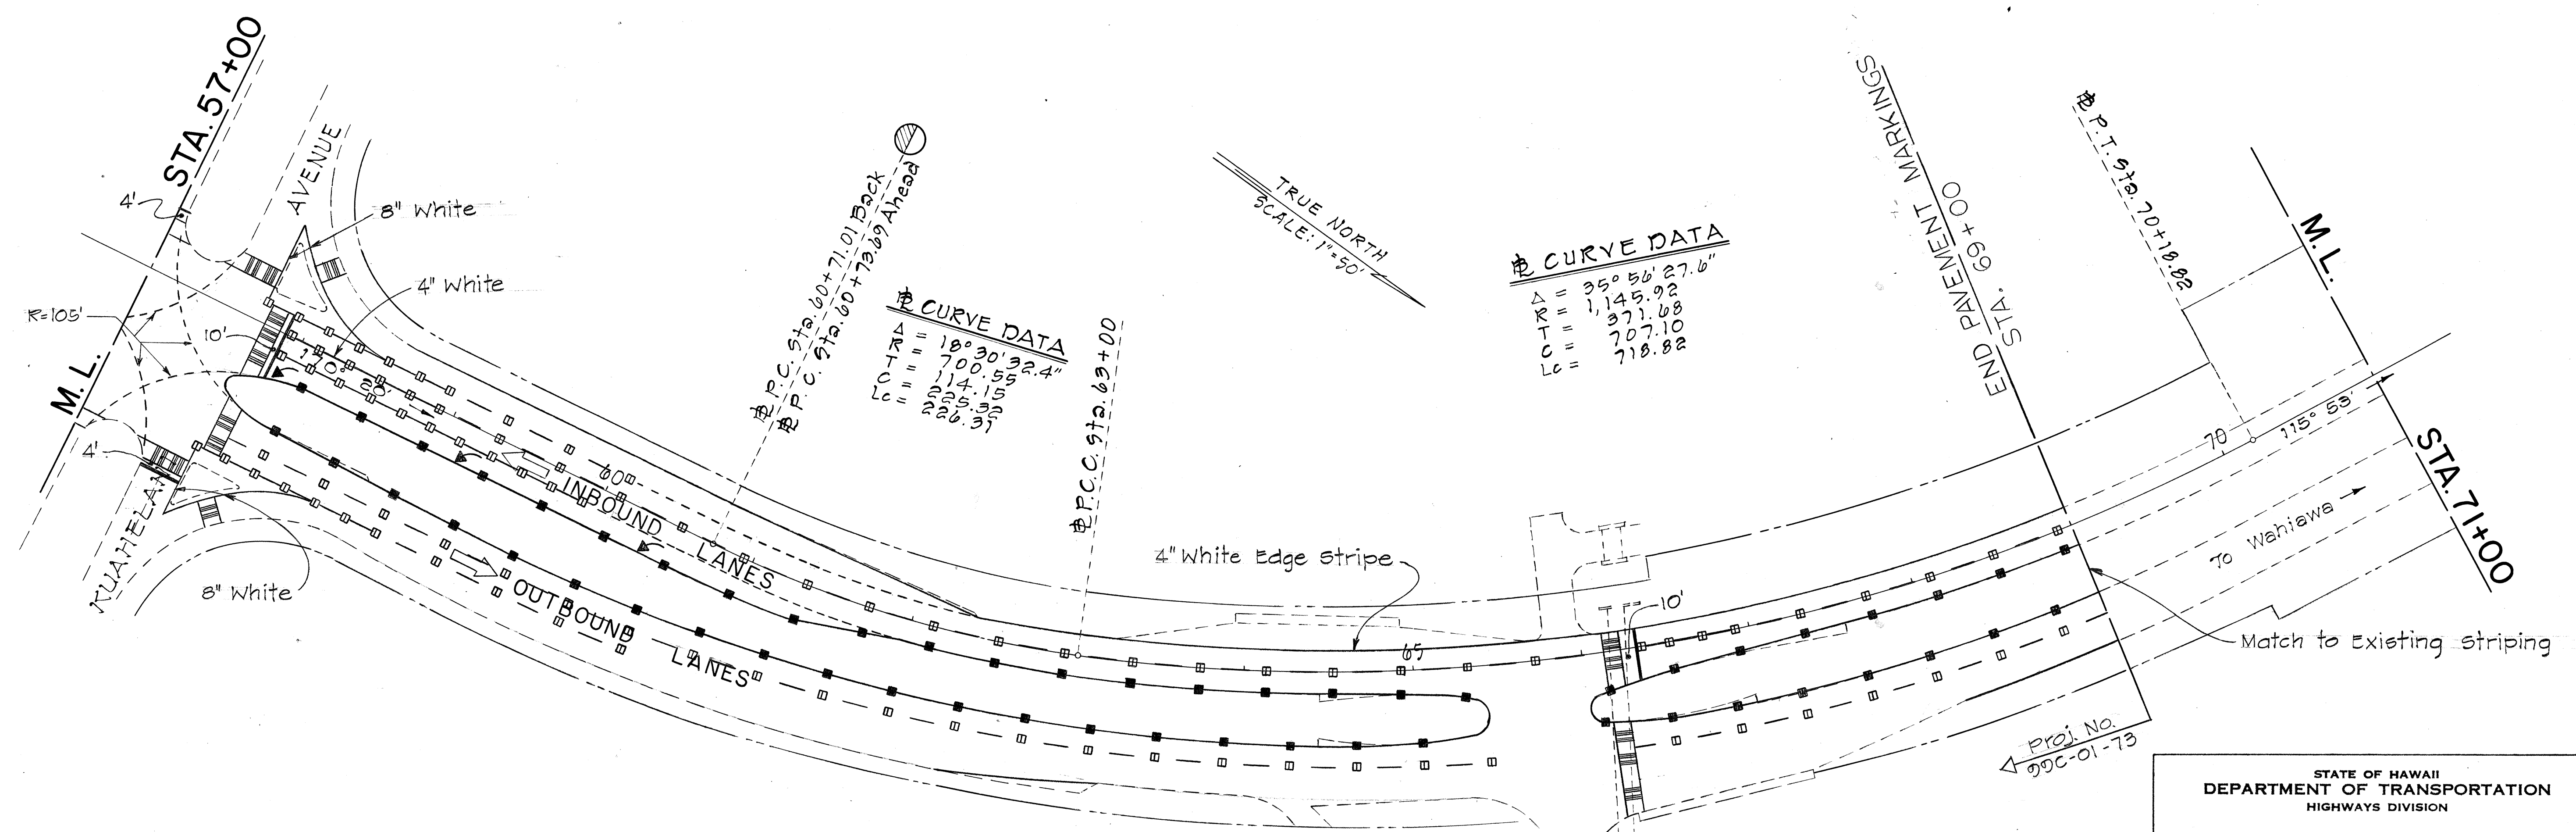 STA. 57+00
AVENUE
4'
8" White
4" White
R=105'
10'
M. L.
4'
KUAHELANI
8" White
60
INBOUND LANES
OUTBOUND LANES
P.C. Sta. 60+71.01 Back
P.C. Sta. 60+73.69 Ahead
CURVE DATA
Δ = 18° 30' 32.4"
R = 700.55
T = 114.15
C = 225.32
Lc = 226.31
P.C.C. Sta. 63+00
TRUE NORTH
SCALE: 1"=50'
4" White Edge Stripe
65
10'
CURVE DATA
Δ = 35° 56' 27.6"
R = 1,145.92
T = 371.68
C = 707.10
Lc = 718.82
END PAVEMENT MARKINGS
STA. 69+00
P.T. Sta. 70+18.82
70
115° 53'
M. L.
STA. 71+00
To Wahiawa
Match to Existing Striping
Proj. No.
99C-01-73
STATE OF HAWAII
DEPARTMENT OF TRANSPORTATION
HIGHWAYS DIVISION